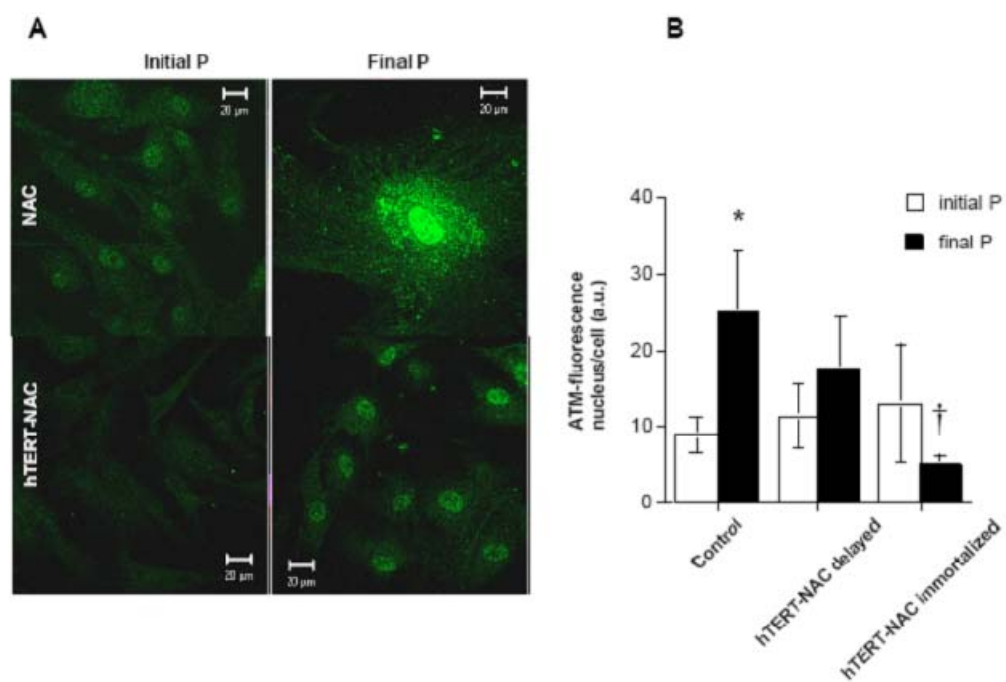 A
Initial P
Final P
20 µm
20 µm
NAC
hTERT-NAC
20 µm
20 µm
B
initial P
final P
ATM-fluorescence
nucleus/cell (a.u.)
40
30
20
10
0
*
†
Control
hTERT-NAC delayed
hTERT-NAC immortalized